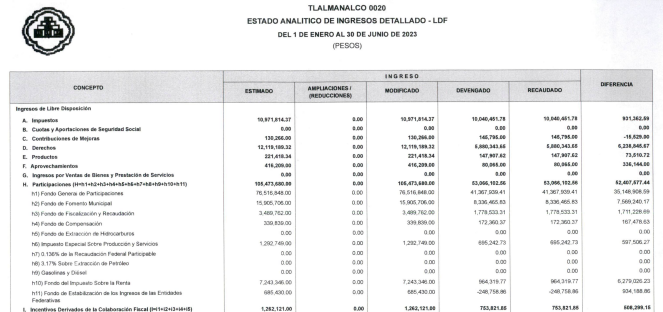 TLALMANALCO 0020
ESTADO ANALITICO DE INGRESOS DETALLADO - LDF
DEL 1 DE ENERO AL 30 DE JUNIO DE 2023
(PESOS)
INGRESO
CONCEPTO ESTIMADO AMPLIACIONES / (REDUCCIONES) MODIFICADO DEVENGADO RECAUDADO DIFERENCIA
Ingresos de Libre Disposición
A. Impuestos 10,971,814.37 0.00 10,971,814.37 10,040,451.78 10,040,451.78 931,362.59
B. Cuotas y Aportaciones de Seguridad Social 0.00 0.00 0.00 0.00 0.00 0.00
C. Contribuciones de Mejoras 130,266.00 0.00 130,266.00 145,795.00 145,795.00 -15,529.00
D. Derechos 12,119,189.32 0.00 12,119,189.32 5,880,343.65 5,880,343.65 6,238,845.67
E. Productos 221,418.34 0.00 221,418.34 147,907.62 147,907.62 73,510.72
F. Aprovechamientos 416,209.00 0.00 416,209.00 80,065.00 80,065.00 336,144.00
G. Ingresos por Ventas de Bienes y Prestación de Servicios 0.00 0.00 0.00 0.00 0.00 0.00
H. Participaciones (H=h1+h2+h3+h4+h5+h6+h7+h8+h9+h10+h11) 105,473,680.00 0.00 105,473,680.00 53,066,102.56 53,066,102.56 52,407,577.44
h1) Fondo General de Participaciones 76,516,848.00 0.00 76,516,848.00 41,367,939.41 41,367,939.41 35,148,908.59
h2) Fondo de Fomento Municipal 15,905,706.00 0.00 15,905,706.00 8,336,465.83 8,336,465.83 7,569,240.17
h3) Fondo de Fiscalización y Recaudación 3,489,762.00 0.00 3,489,762.00 1,778,533.31 1,778,533.31 1,711,228.69
h4) Fondo de Compensación 339,839.00 0.00 339,839.00 172,360.37 172,360.37 167,478.63
h5) Fondo de Extracción de Hidrocarburos 0.00 0.00 0.00 0.00 0.00 0.00
h6) Impuesto Especial Sobre Producción y Servicios 1,292,749.00 0.00 1,292,749.00 695,242.73 695,242.73 597,506.27
h7) 0.136% de la Recaudación Federal Participable 0.00 0.00 0.00 0.00 0.00 0.00
h8) 3.17% Sobre Extracción de Petróleo 0.00 0.00 0.00 0.00 0.00 0.00
h9) Gasolinas y Diésel 0.00 0.00 0.00 0.00 0.00 0.00
h10) Fondo del Impuesto Sobre la Renta 7,243,346.00 0.00 7,243,346.00 964,319.77 964,319.77 6,279,026.23
h11) Fondo de Estabilización de los Ingresos de las Entidades 685,430.00 0.00 685,430.00 -248,758.86 -248,758.86 934,188.86
Federativas
I. Incentivos Derivados de la Colaboración Fiscal (I=i1+i2+i3+i4+i5) 1,262,121.00 0.00 1,262,121.00 753,821.85 753,821.85 508,299.15